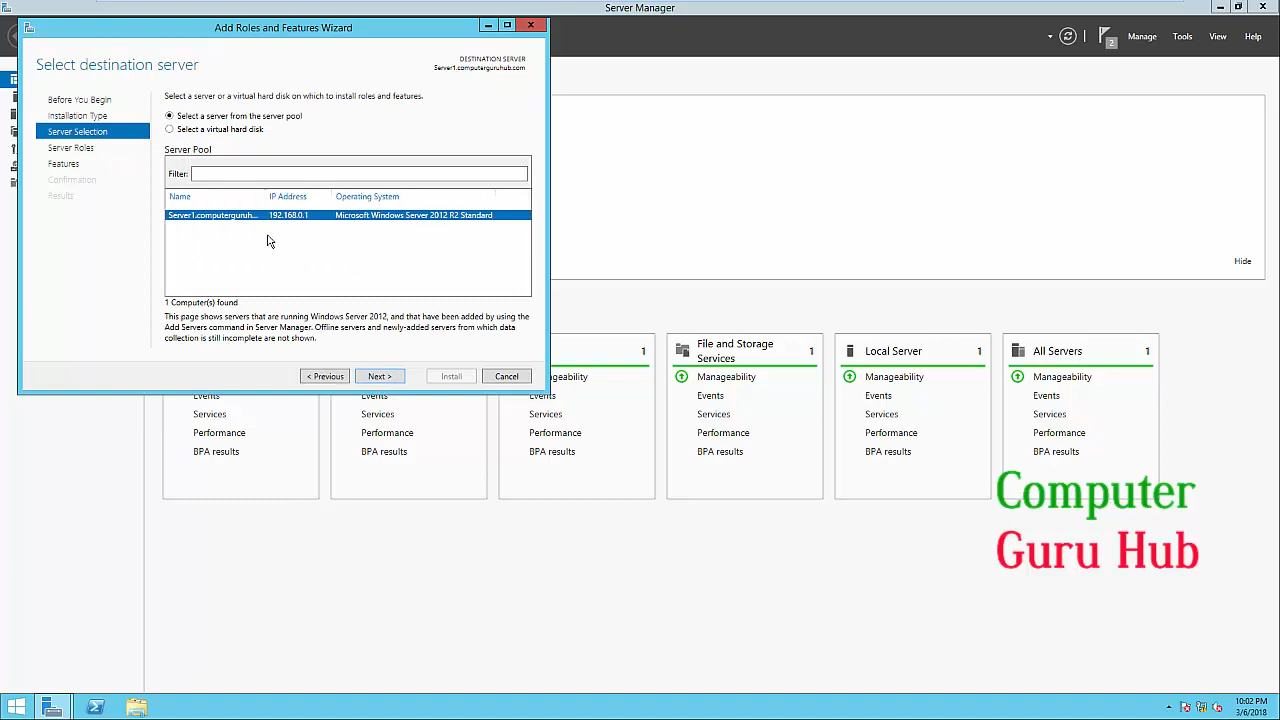 Server Manager
Add Roles and Features Wizard
2
Manage
Tools
View
Help
Select destination server
DESTINATION SERVER
Server1.computerguruhub.com
Before You Begin
Installation Type
Server Selection
Server Roles
Features
Confirmation
Results
Select a server or a virtual hard disk on which to install roles and features.
Select a server from the server pool
Select a virtual hard disk
Server Pool
Filter:
Name IP Address Operating System
Server1.computerguruh... 192.168.0.1 Microsoft Windows Server 2012 R2 Standard
1 Computer(s) found
This page shows servers that are running Windows Server 2012, and that have been added by using the
Add Servers command in Server Manager. Offline servers and newly-added servers from which data
collection is still incomplete are not shown.
< Previous
Next >
Install
Cancel
Hide
Events
Services
Performance
BPA results
Events
Services
Performance
BPA results
1
Events
Services
Performance
BPA results
File and Storage
Services
1
Manageability
Events
Services
Performance
BPA results
Local Server 1
Manageability
Events
Services
Performance
BPA results
All Servers 1
Manageability
Events
Services
Performance
BPA results
Computer
Guru Hub
10:02 PM
3/6/2018